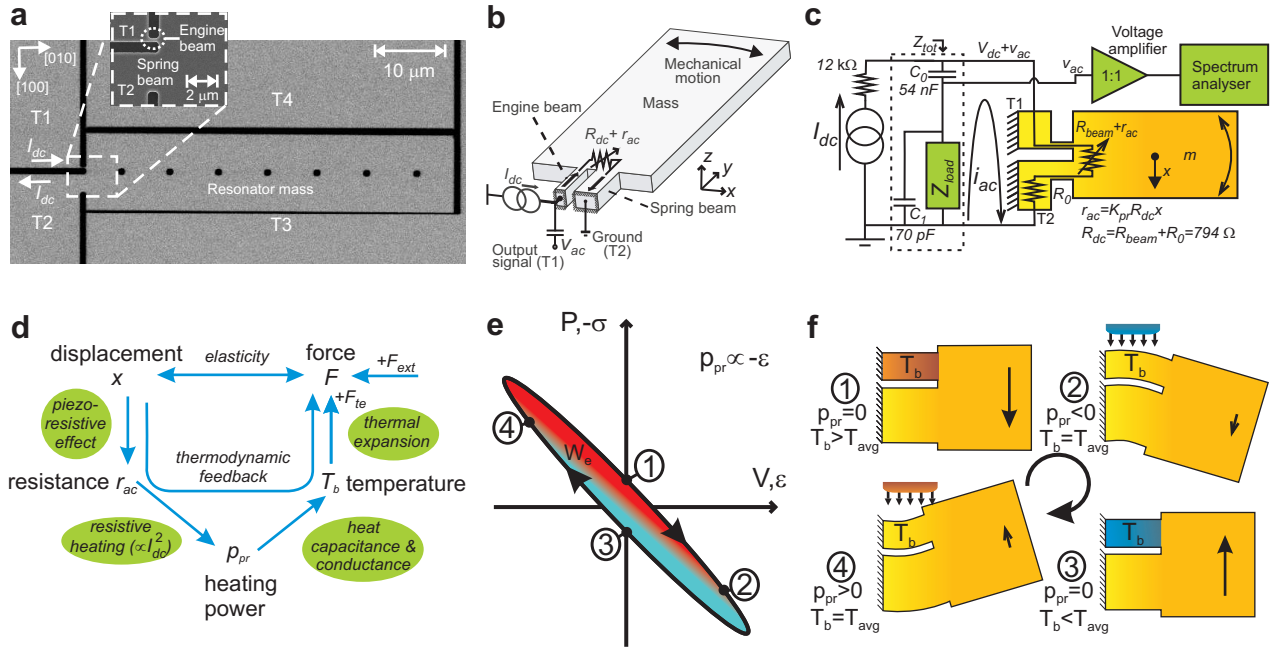 a
T1
Engine
beam
Spring
beam
T2
2 μm
[010]
[100]
10 μm
T1
T4
I_dc
I_dc
Resonator mass
T2
T3
b
Mechanical
motion
Mass
Engine beam
R_dc + r_ac
I_dc
z
y
x
Spring beam
V_ac
Ground
(T2)
Output
signal (T1)
c
Voltage
amplifier
Z_tot
V_dc+v_ac
12 kΩ
C_0
54 nF
v_ac
1:1
Spectrum
analyser
T1
R_beam+r_ac
I_dc
Z_load
i_ac
m
x
R_0
C_1
T2
70 pF
r_ac=K_prR_dcx
R_dc=R_beam+R_0=794 Ω
d
displacement
elasticity
force
x
F
+F_ext
+F_te
piezo-
resistive
effect
thermal
expansion
thermodynamic
feedback
resistance r_ac
T_b temperature
resistive
heating (∝I_dc^2)
p_pr
heat
capacitance &
conductance
heating
power
e
P,-σ
p_pr∝-ε
4
W_e
1
V,ε
3
2
f
T_b
1
p_pr=0
T_b>T_avg
T_b
2
p_pr<0
T_b=T_avg
T_b
4
p_pr>0
T_b=T_avg
T_b
3
p_pr=0
T_b<T_avg